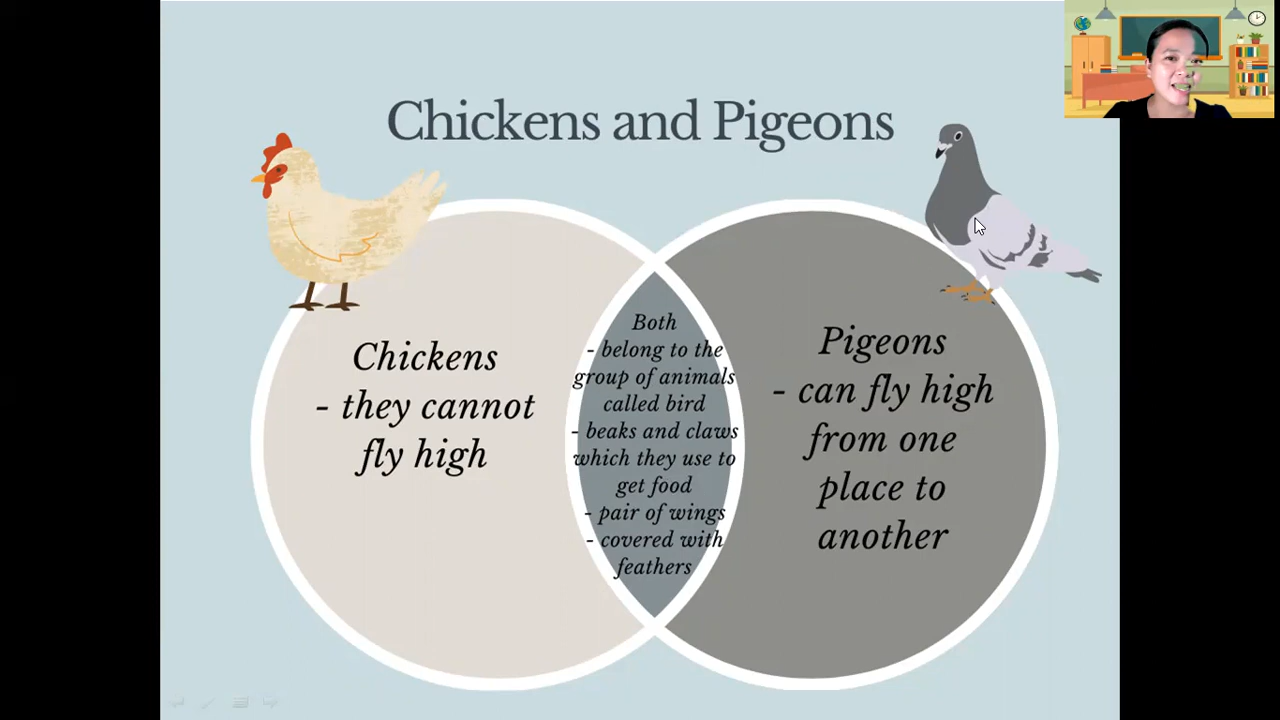 Chickens and Pigeons
Chickens
- they cannot
fly high
Both
- belong to the
group of animals
called bird
- beaks and claws
which they use to
get food
- pair of wings
- covered with
feathers
Pigeons
- can fly high
from one
place to
another